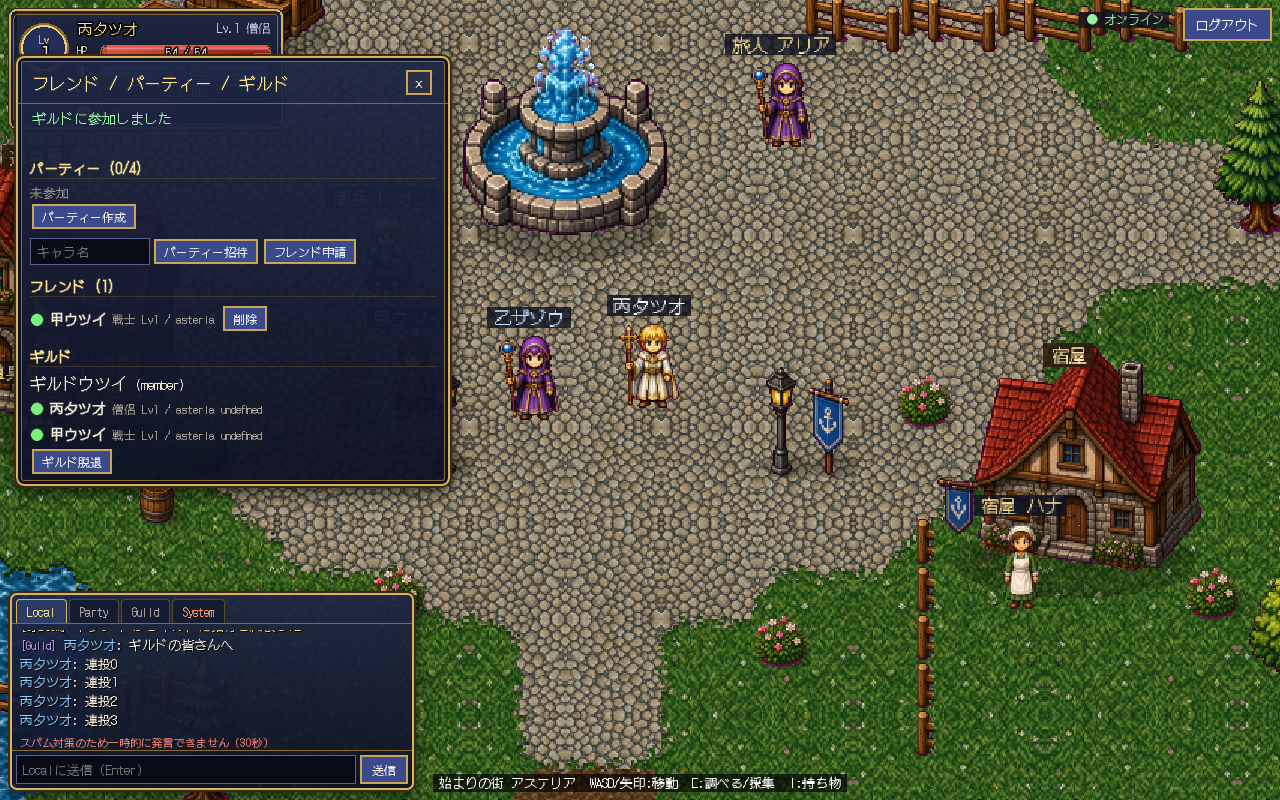 丙タツオ Lv.1 僧侶
Lv 1
HP 54 / 54
フレンド / パーティー / ギルド x
ギルドに参加しました
パーティー (0/4)
未参加
パーティー作成
キャラ名 パーティー招待 フレンド申請
フレンド (1)
甲ウツイ 戦士 Lv1 / asteria 削除
ギルド
ギルドウツイ (member)
丙タツオ 僧侶 Lv1 / asteria undefined
甲ウツイ 戦士 Lv1 / asteria undefined
ギルド脱退
オンライン ログアウト
旅人 アリア
乙ザゾウ
丙タツオ
宿屋
宿屋 ハナ
Local Party Guild System
[Guild] 丙タツオ: ギルドの皆さんへ
丙タツオ: 連投0
丙タツオ: 連投1
丙タツオ: 連投2
丙タツオ: 連投3
スパム対策のため一時的に発言できません (30秒)
Localに送信 (Enter) 送信
始まりの街 アステリア WASD/矢印:移動 E:調べる/採集 I:持ち物